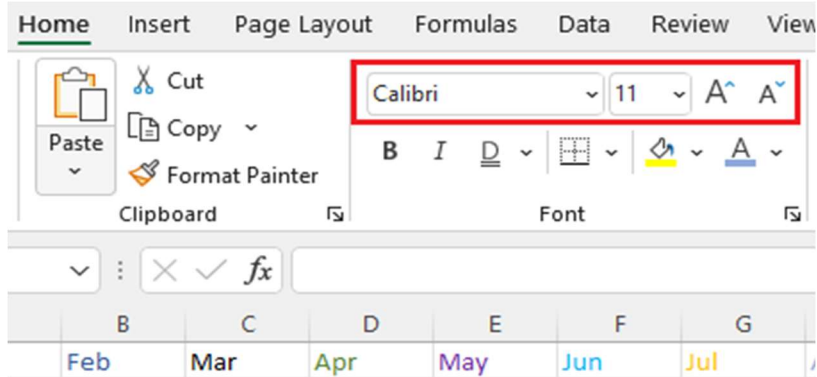 Home Insert Page Layout Formulas Data Review View
Cut
Calibri 11 A A
Copy
Paste
B I D A
Format Painter
Clipboard Font
fx
B C D E F G
Feb Mar Apr May Jun Jul